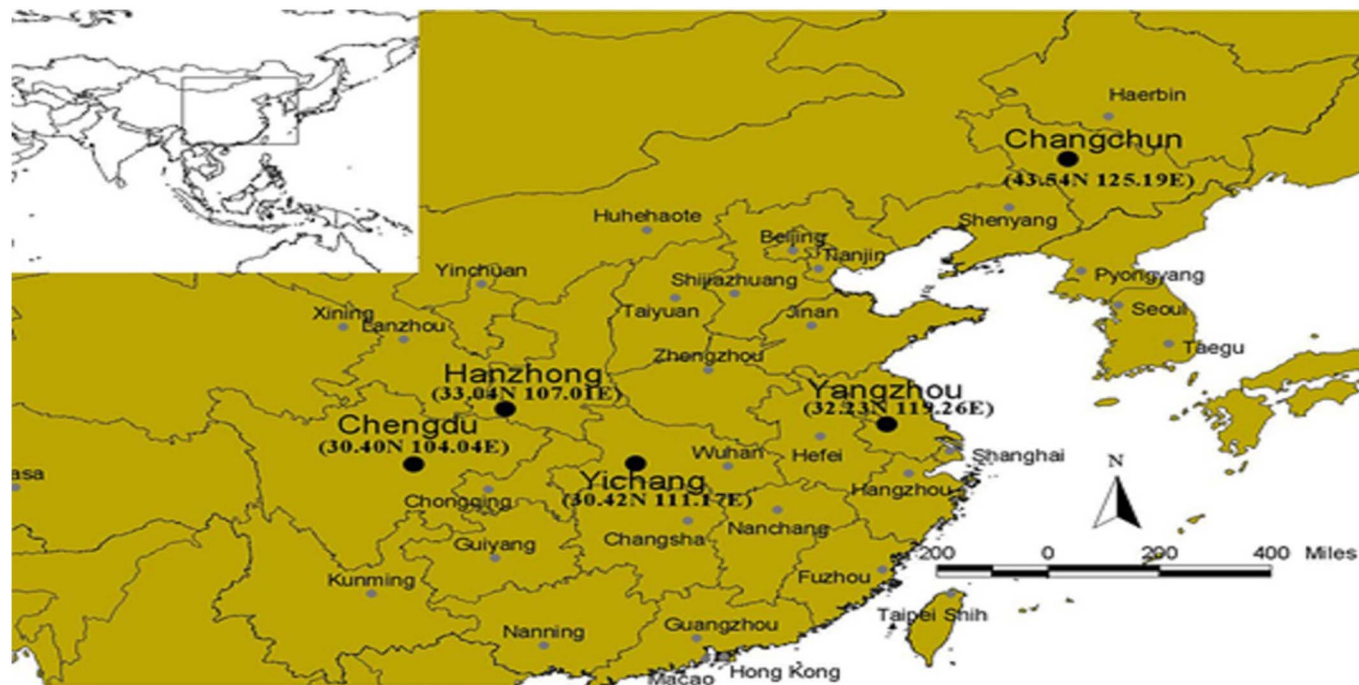 Haerbin
Changchun
(43.54N 125.19E)
Huhehaote
Shenyang
Beijing
Tianjin
Yinchuan
Shijiazhuang
Pyongyang
Xining
Taiyuan
Jinan
Seoul
Lanzhou
Taegu
Zhengzhou
Hanzhong
(33.04N 107.01E)
Yangzhou
(32.23N 119.26E)
Chengdu
(30.40N 104.04E)
Wuhan
Hefei
Shanghai
N
asa
Yichang
(30.42N 111.17E)
Hangzhou
Chongqing
Nanchang
Changsha
Guiyang
200 0 200 400 Miles
Kunming
Fuzhou
Taipei Shih
Nanning
Guangzhou
Hong Kong
Macao